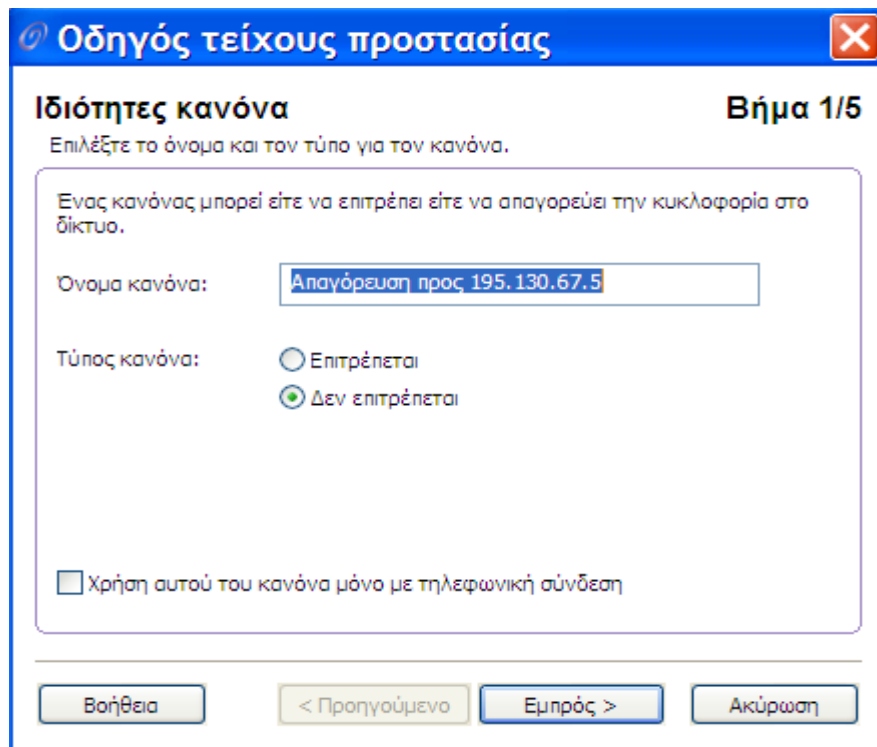 Οδηγός τείχους προστασίας
Ιδιότητες κανόνα Βήμα 1/5
Επιλέξτε το όνομα και τον τύπο για τον κανόνα.
Ένας κανόνας μπορεί είτε να επιτρέπει είτε να απαγορεύει την κυκλοφορία στο
δίκτυο.
Όνομα κανόνα: Απαγόρευση προς 195.130.67.5
Τύπος κανόνα: Επιτρέπεται
Δεν επιτρέπεται
Χρήση αυτού του κανόνα μόνο με τηλεφωνική σύνδεση
Βοήθεια < Προηγούμενο Εμπρός > Ακύρωση